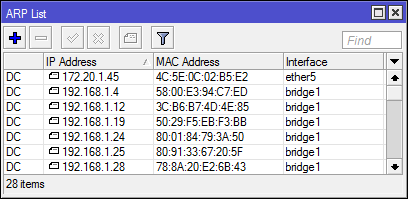 ARP List
Find
IP Address MAC Address Interface
DC 172.20.1.45 4C:5E:0C:02:B5:E2 ether5
DC 192.168.1.4 58:00:E3:94:C7:ED bridge1
DC 192.168.1.12 3C:B6:B7:4D:4E:85 bridge1
DC 192.168.1.19 50:29:F5:EB:F3:BB bridge1
DC 192.168.1.24 80:01:84:79:3A:50 bridge1
DC 192.168.1.25 80:91:33:67:20:5F bridge1
DC 192.168.1.28 78:8A:20:E2:6B:43 bridge1
28 items